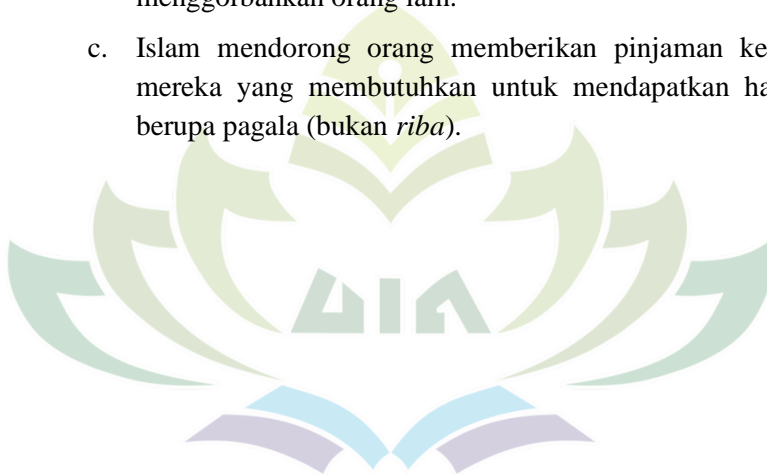 menggorbankan orang lain.
c. Islam mendorong orang memberikan pinjaman ke
mereka yang membutuhkan untuk mendapatkan ha
berupa pagala (bukan riba).
UIN